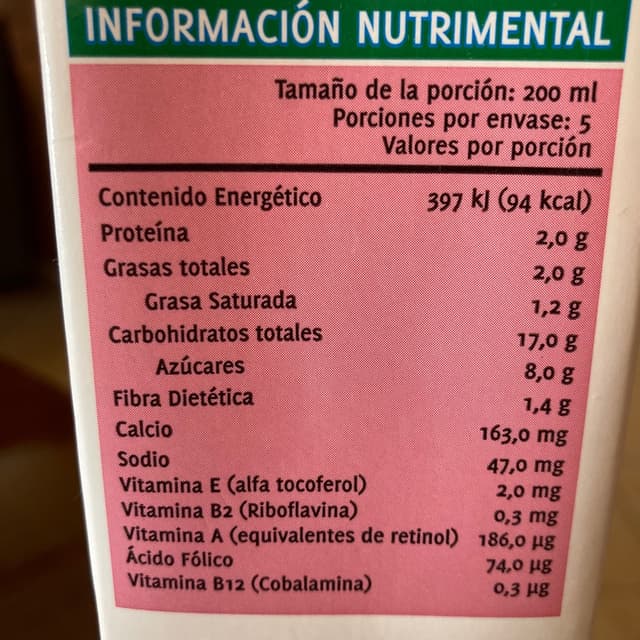 INFORMACIÓN NUTRIMENTAL
Tamaño de la porción: 200 ml
Porciones por envase: 5
Valores por porción
Contenido Energético 397 kJ (94 kcal)
Proteína 2,0 g
Grasas totales 2,0 g
Grasa Saturada 1,2 g
Carbohidratos totales 17,0 g
Azúcares 8,0 g
Fibra Dietética 1,4 g
Calcio 163,0 mg
Sodio 47,0 mg
Vitamina E (alfa tocoferol) 2,0 mg
Vitamina B2 (Riboflavina) 0,3 mg
Vitamina A (equivalentes de retinol) 186,0 µg
Ácido Fólico 74,0 µg
Vitamina B12 (Cobalamina) 0,3 µg